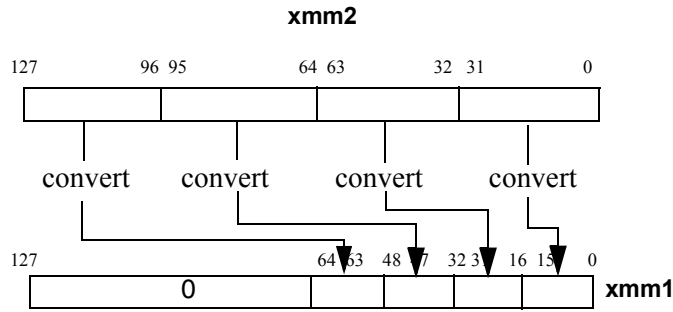 xmm2
127 96 95 64 63 32 31 0
convert convert convert convert
127 64 63 48 32 16 0
0 xmm1